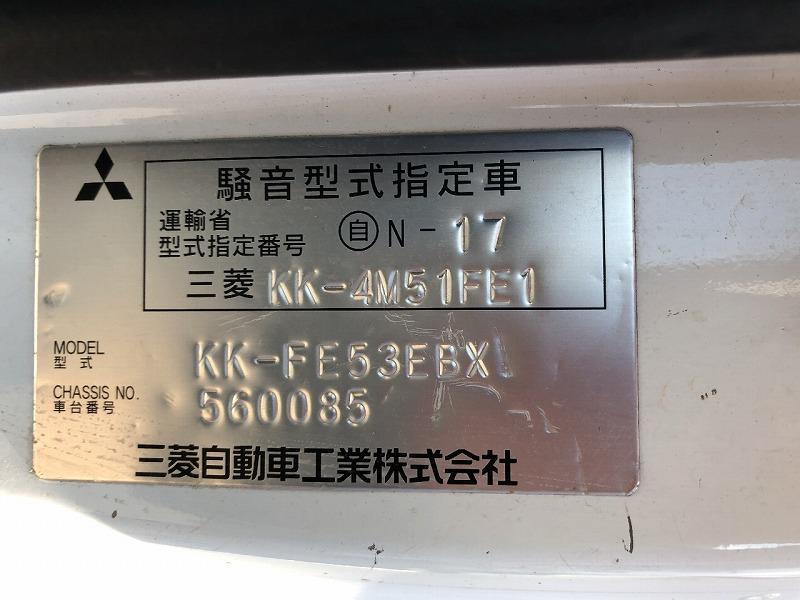 騒音型式指定車
運輸省
型式指定番号 自 N-17
三菱 KK-4M51FE1
MODEL
型式 KK-FE53EBX
CHASSIS NO.
車台番号 560085
三菱自動車工業株式会社